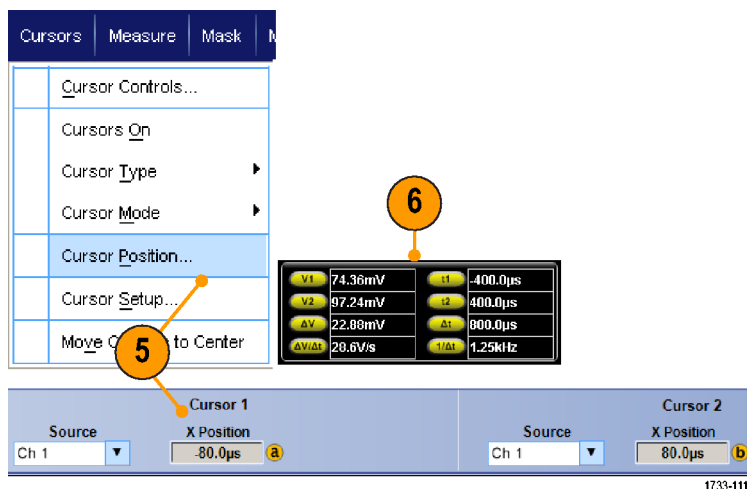 Cursors Measure Mask
Cursor Controls...
Cursors On
Cursor Type
Cursor Mode
6
Cursor Position...
V1 74.36mV t1 -400.0µs
V2 97.24mV t2 400.0µs
ΔV 22.88mV Δt 800.0µs
ΔV/Δt 28.6V/s 1/Δt 1.25kHz
Cursor Setup...
Move to Center
5
Cursor 1 Cursor 2
Source X Position Source X Position
Ch 1 -80.0µs a Ch 1 80.0µs b
1733-111